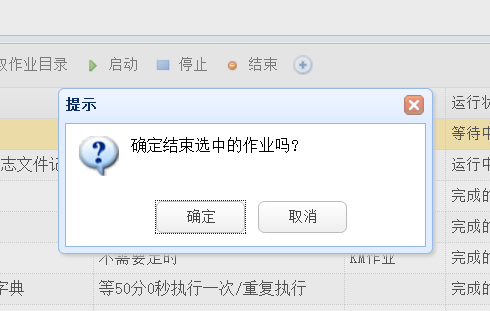 取作业目录 启动 停止 结束
提示
运行状
等待中
确定结束选中的作业吗?
志文件记
运行中
完成的
确定 取消
完成的
不需要定时 KM作业 完成的
字典 等50分0秒执行一次/重复执行 完成的